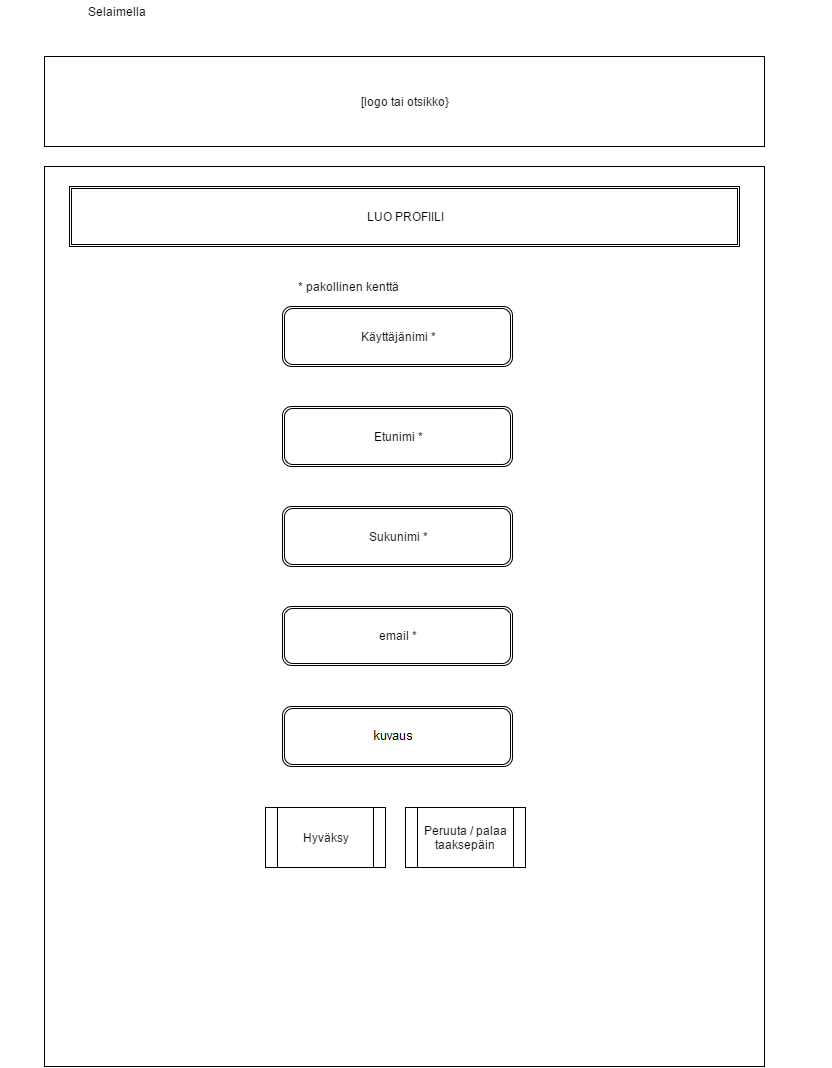 Selaimella
[logo tai otsikko}
LUO PROFIILI
* pakollinen kenttä
Käyttäjänimi *
Etunimi *
Sukunimi *
email *
kuvaus
Hyväksy
Peruuta / palaa
taaksepäin